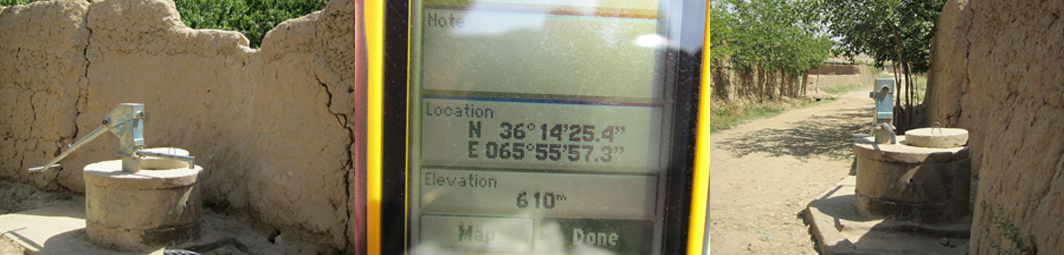 Note
Location
N 36°14'25.4"
E 065°55'57.3"
Elevation
610m
Map Done